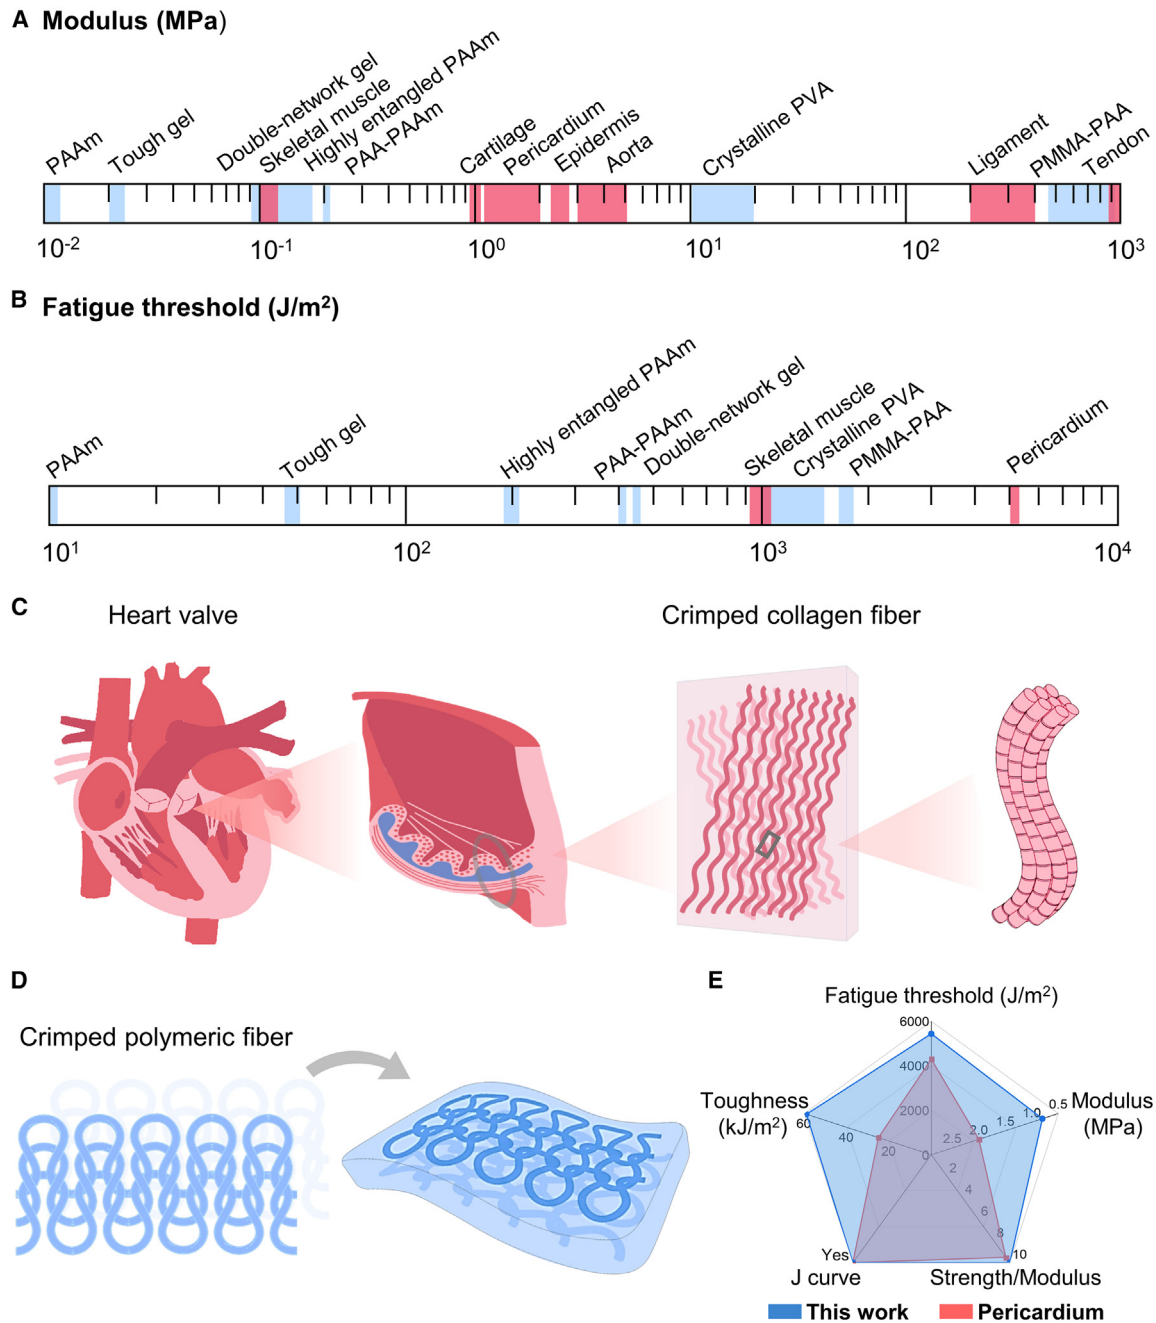 A Modulus (MPa)
PAAm
Tough gel
Double-network gel
Skeletal muscle
Highly entangled PAAm
PAA-PAAm
Cartilage
Pericardium
Epidermis
Aorta
Crystalline PVA
Ligament
PMMA-PAA
Tendon
10-2 10-1 100 101 102 103
B Fatigue threshold (J/m2)
PAAm
Tough gel
Highly entangled PAAm
PAA-PAAm
Double-network gel
Skeletal muscle
Crystalline PVA
PMMA-PAA
Pericardium
101 102 103 104
C
Heart valve Crimped collagen fiber
D
Crimped polymeric fiber
E
Fatigue threshold (J/m2)
6000
4000
2000
0
Toughness
(kJ/m2)
60
40
20
Modulus
(MPa)
0.5
1.0
1.5
2.0
2.5
2
4
6
8
10
Yes
J curve Strength/Modulus
This work Pericardium